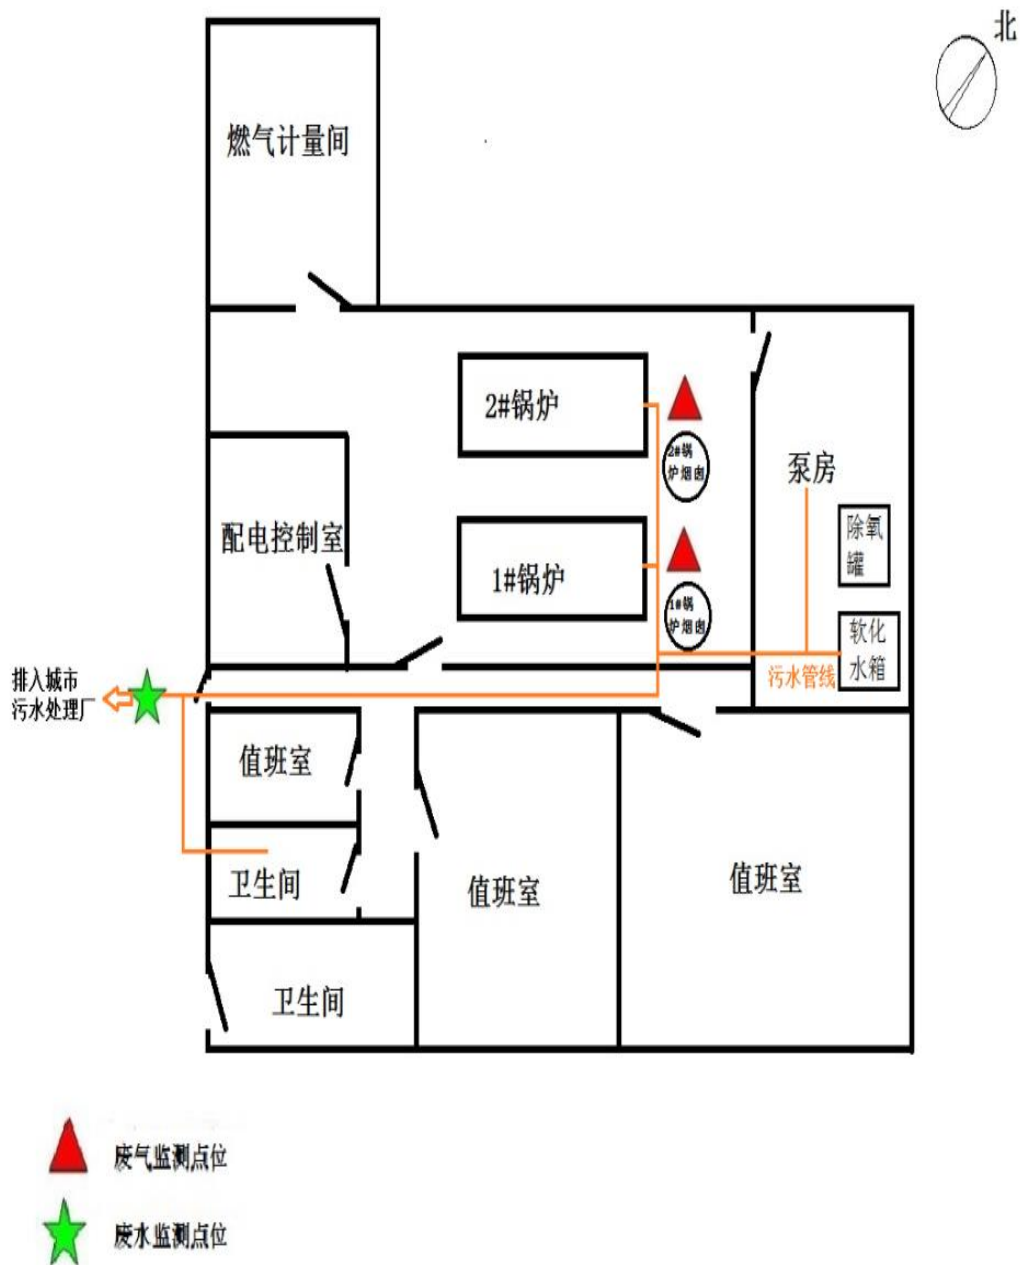 北
燃气计量间
2#锅炉
2#锅
炉烟囱
泵房
除氧
罐
配电控制室
1#锅炉
1#锅
炉烟囱
软化
水箱
排入城市
污水处理厂
污水管线
值班室
卫生间
值班室
值班室
卫生间
废气监测点位
废水监测点位